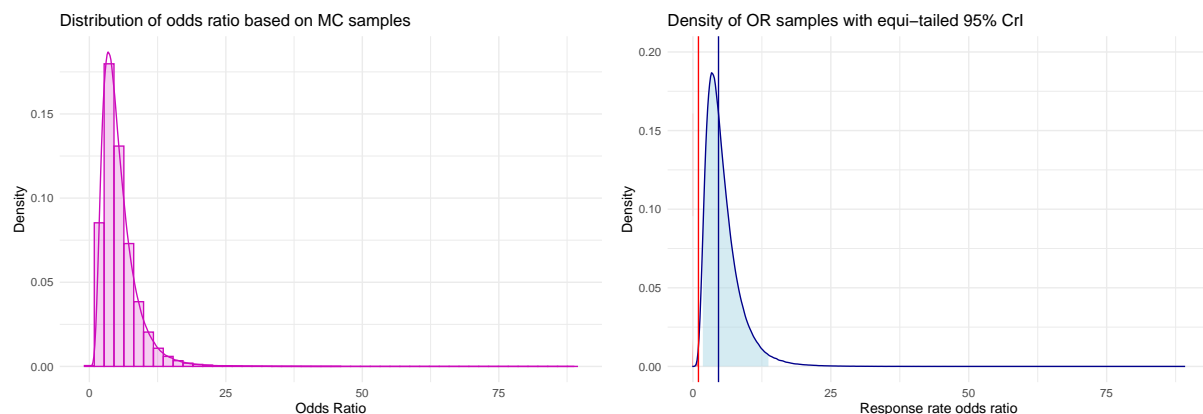 Distribution of odds ratio based on MC samples
0.15
0.10
0.05
0.00
Density
0
25
50
75
Odds Ratio
Density of OR samples with equi−tailed 95% CrI
0.20
0.15
0.10
0.05
0.00
Density
0
25
50
75
Response rate odds ratio